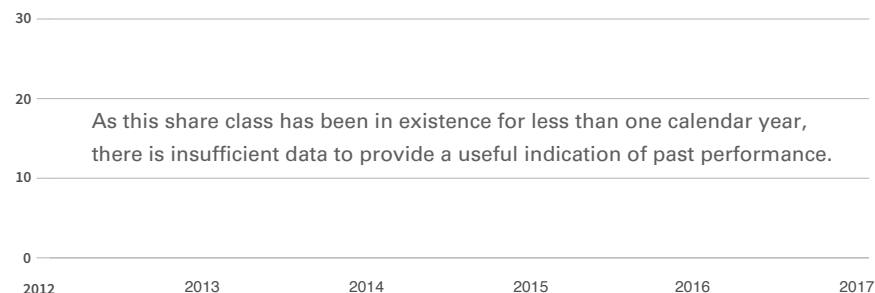 30
20
As this share class has been in existence for less than one calendar year,
there is insufficient data to provide a useful indication of past performance.
10
0
2012 2013 2014 2015 2016 2017